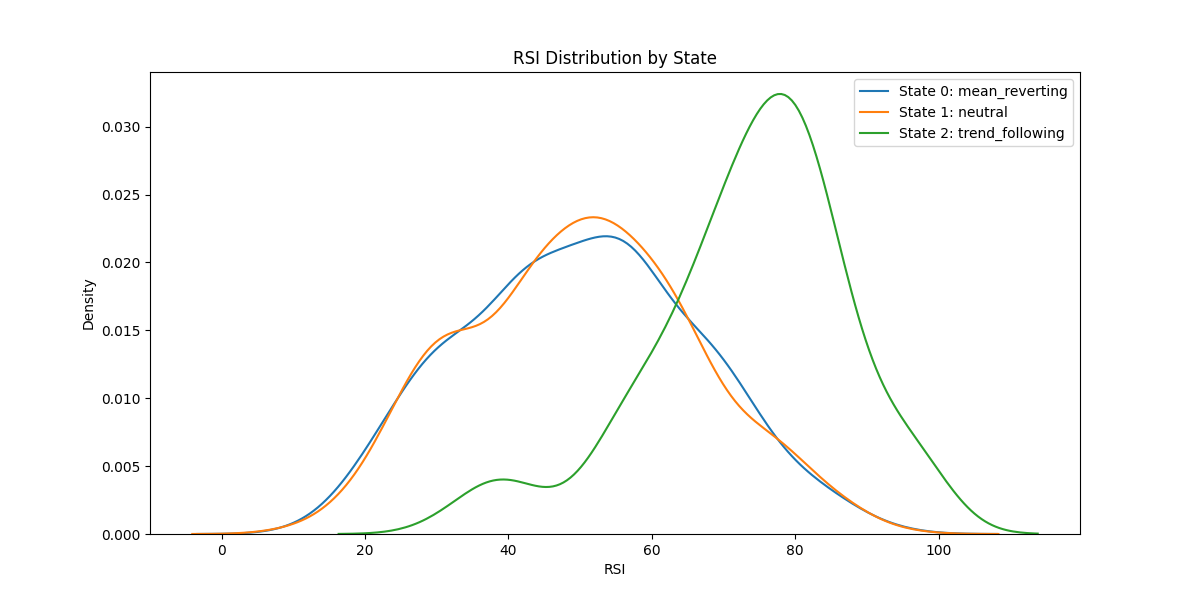 RSI Distribution by State
State 0: mean_reverting
State 1: neutral
State 2: trend_following
Density
0.030
0.025
0.020
0.015
0.010
0.005
0.000
0 20 40 60 80 100
RSI